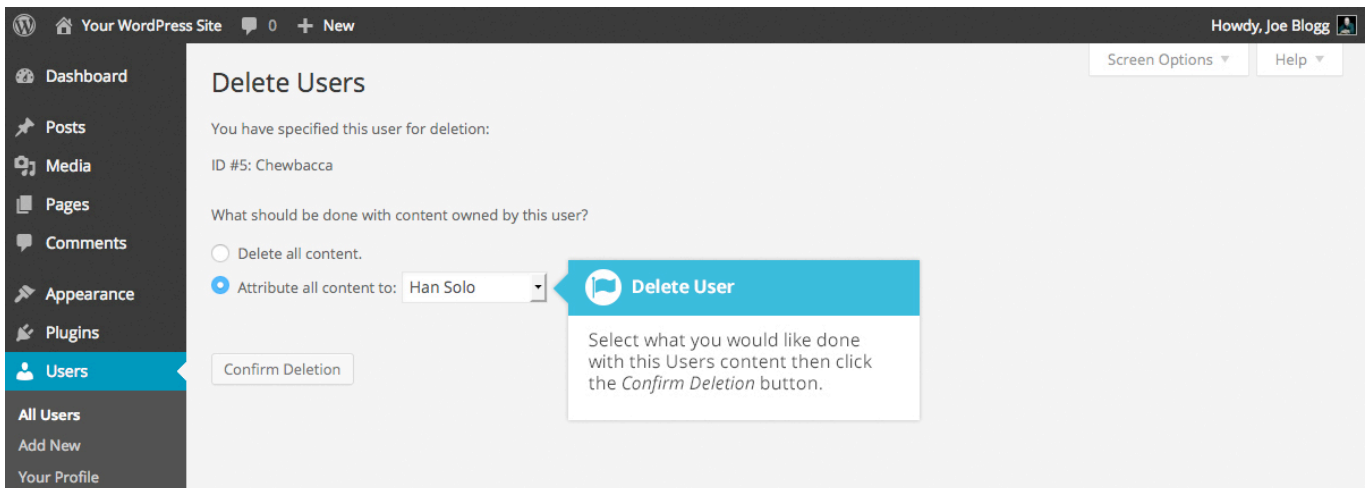 Your WordPress Site 0 + New Howdy, Joe Blogg
Screen Options Help
Dashboard
Posts
Media
Pages
Comments
Appearance
Plugins
Users
All Users
Add New
Your Profile
Delete Users
You have specified this user for deletion:
ID #5: Chewbacca
What should be done with content owned by this user?
Delete all content.
Attribute all content to: Han Solo
Confirm Deletion
Delete User
Select what you would like done
with this Users content then click
the Confirm Deletion button.